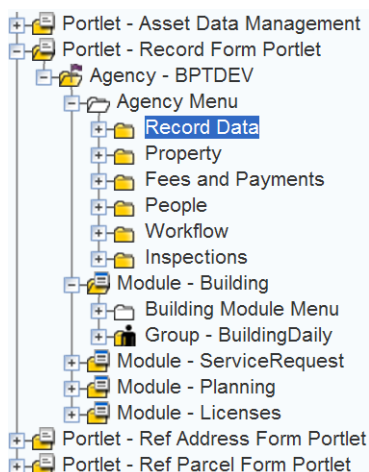 Portlet - Asset Data Management
Portlet - Record Form Portlet
Agency - BPTDEV
Agency Menu
Record Data
Property
Fees and Payments
People
Workflow
Inspections
Module - Building
Building Module Menu
Group - BuildingDaily
Module - ServiceRequest
Module - Planning
Module - Licenses
Portlet - Ref Address Form Portlet
Portlet - Ref Parcel Form Portlet